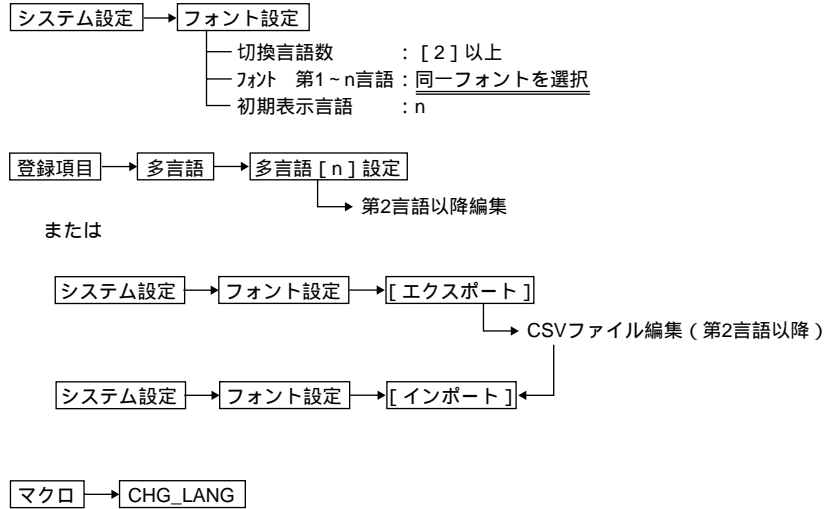 システム設定 フォント設定
切換言語数 : [ 2 ] 以上
ﾌｫﾝﾄ 第1~n言語 : 同一フォントを選択
初期表示言語 : n
登録項目 多言語 多言語 [ n ] 設定
第2言語以降編集
または
システム設定 フォント設定 [ エクスポート ]
CSVファイル編集 ( 第2言語以降 )
システム設定 フォント設定 [ インポート ]
マクロ CHG_LANG